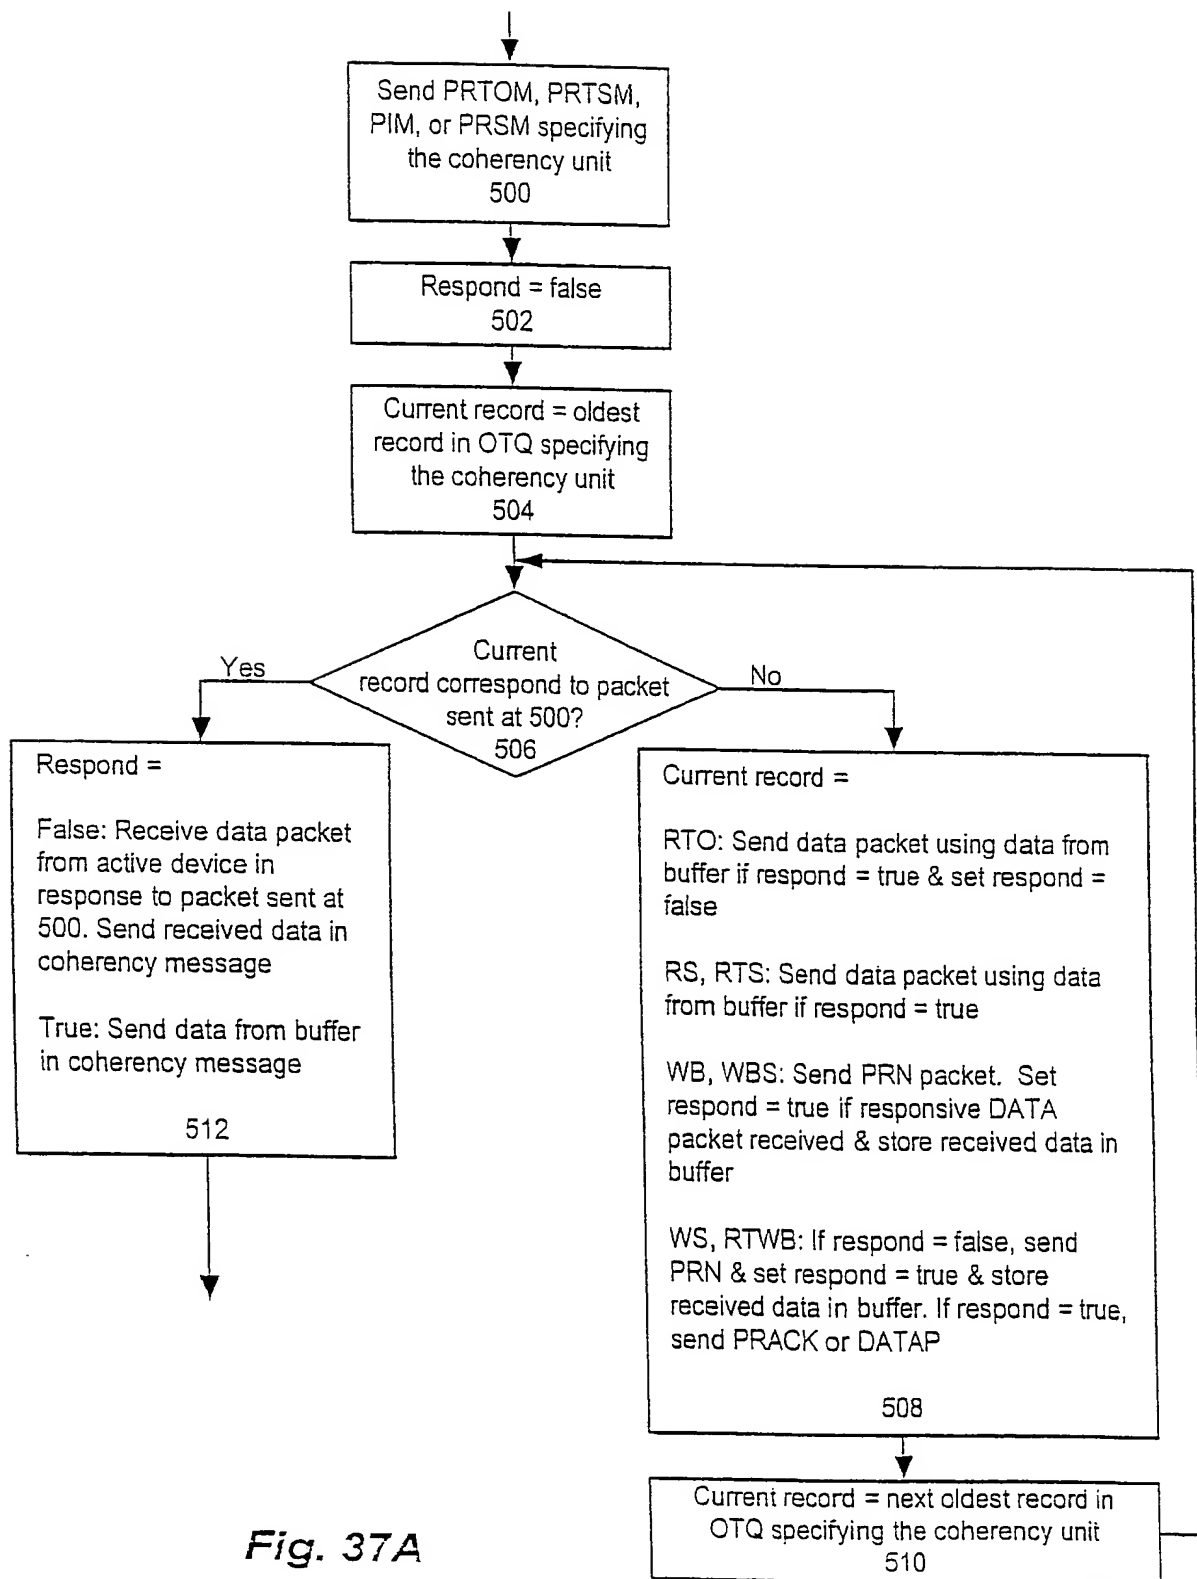 Send PRTOM, PRTSM,
PIM, or PRSM specifying
the coherency unit
500
Respond = false
502
Current record = oldest
record in OTQ specifying
the coherency unit
504
Current
record correspond to packet
sent at 500?
506
Yes
No
Respond =
False: Receive data packet
from active device in
response to packet sent at
500. Send received data in
coherency message
True: Send data from buffer
in coherency message
512
Current record =
RTO: Send data packet using data from
buffer if respond = true & set respond =
false
RS, RTS: Send data packet using data
from buffer if respond = true
WB, WBS: Send PRN packet. Set
respond = true if responsive DATA
packet received & store received data in
buffer
WS, RTWB: If respond = false, send
PRN & set respond = true & store
received data in buffer. If respond = true,
send PRACK or DATAP
508
Current record = next oldest record in
OTQ specifying the coherency unit
510
Fig. 37A